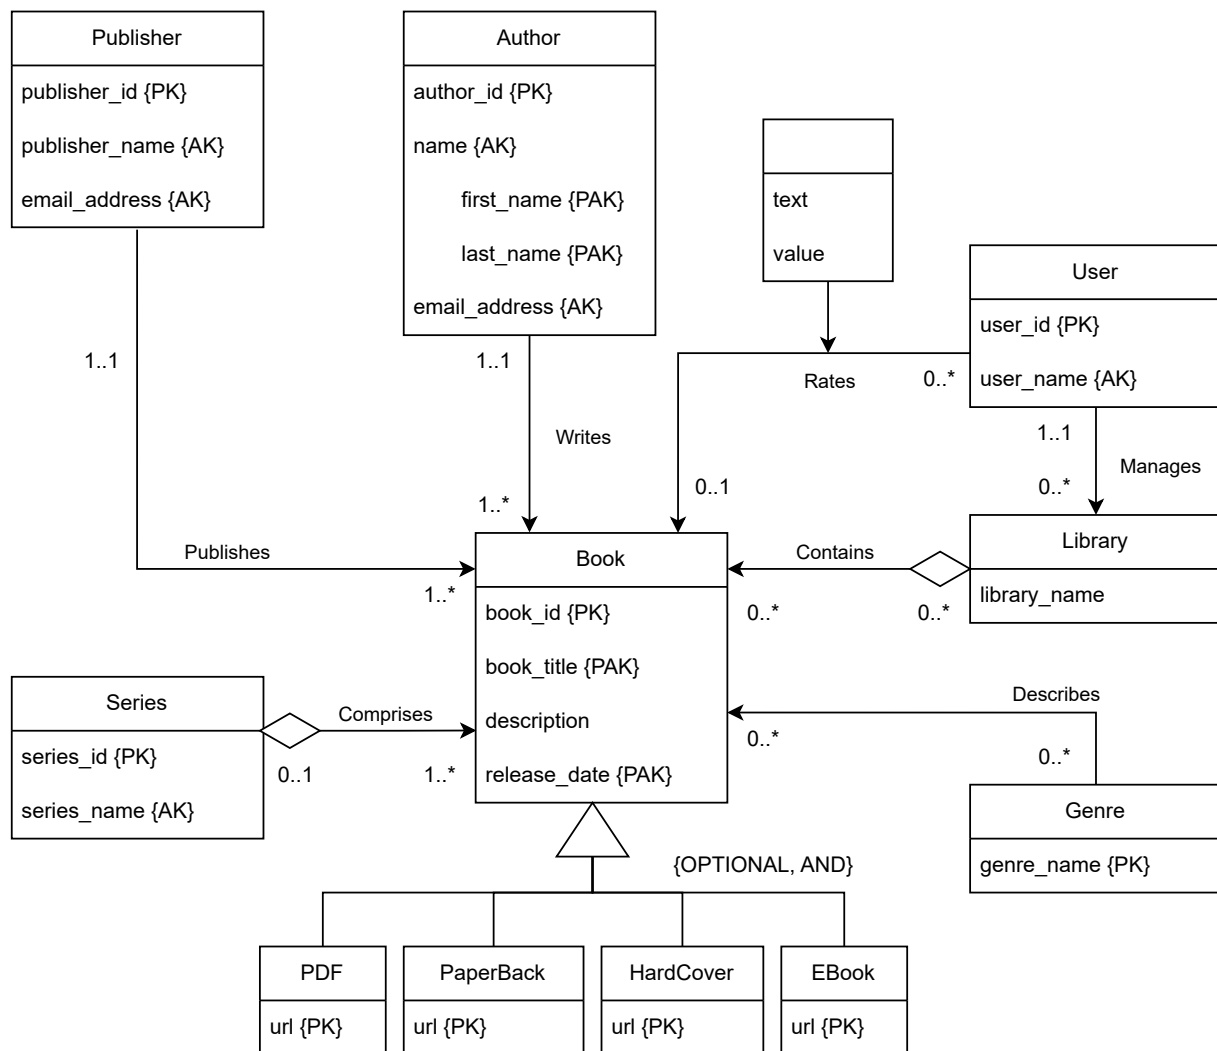 Publisher
publisher_id {PK}
publisher_name {AK}
email_address {AK}
Author
author_id {PK}
name {AK}
first_name {PAK}
last_name {PAK}
email_address {AK}
text
value
User
user_id {PK}
user_name {AK}
1..1
1..1
Rates
0..*
1..1
Writes
Manages
0..*
0..1
1..*
Publishes
1..*
Book
book_id {PK}
book_title {PAK}
description
release_date {PAK}
Contains
0..*
0..*
Library
library_name
Series
series_id {PK}
series_name {AK}
Comprises
0..1
1..*
Describes
0..*
0..*
Genre
genre_name {PK}
{OPTIONAL, AND}
PDF
url {PK}
PaperBack
url {PK}
HardCover
url {PK}
EBook
url {PK}